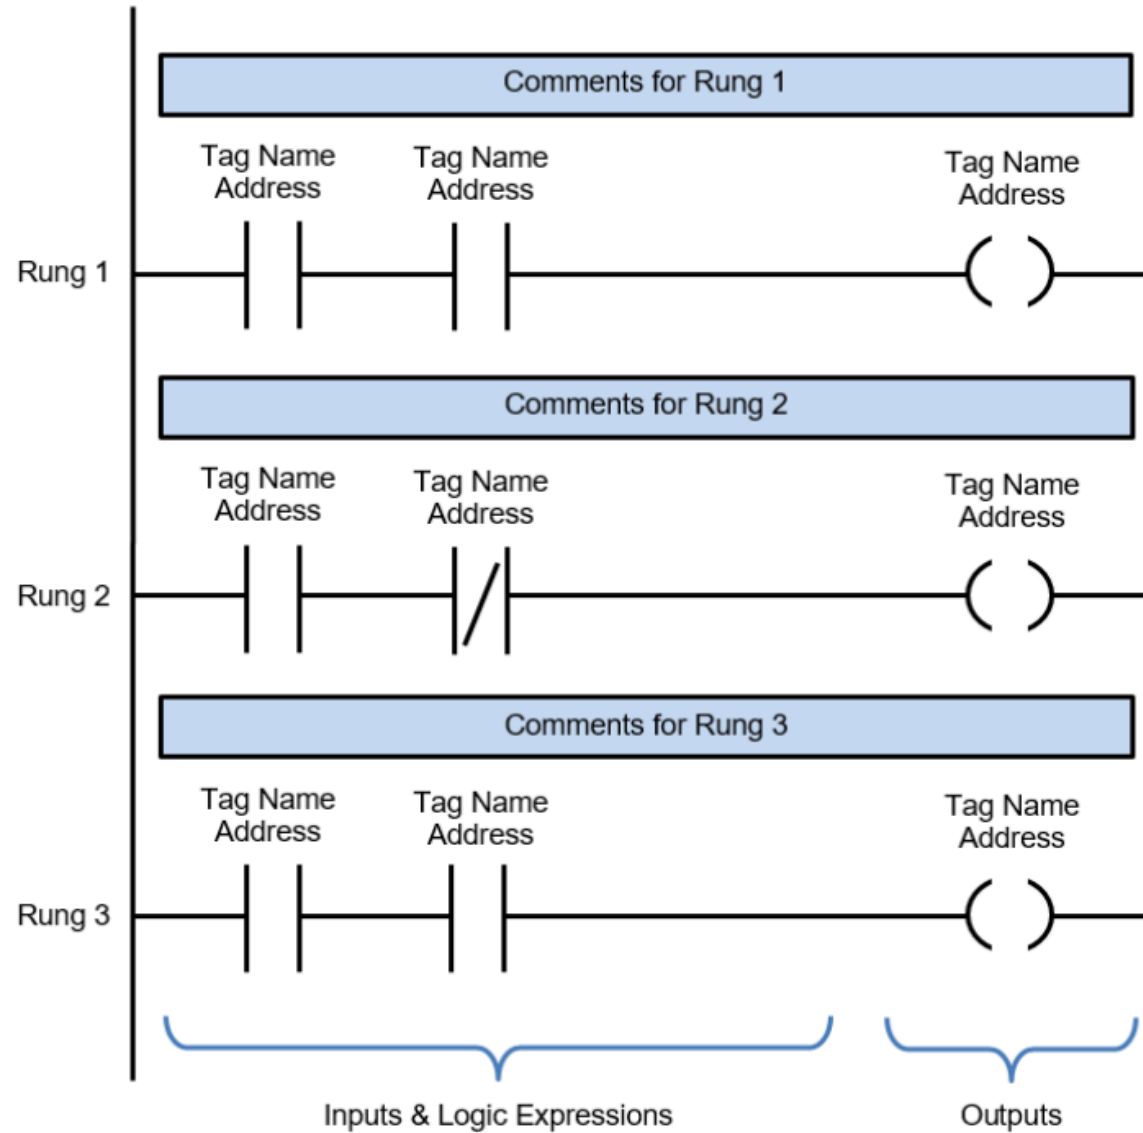 Comments for Rung 1
Tag Name
Address
Tag Name
Address
Tag Name
Address
Rung 1
Comments for Rung 2
Tag Name
Address
Tag Name
Address
Tag Name
Address
Rung 2
Comments for Rung 3
Tag Name
Address
Tag Name
Address
Tag Name
Address
Rung 3
Inputs & Logic Expressions
Outputs